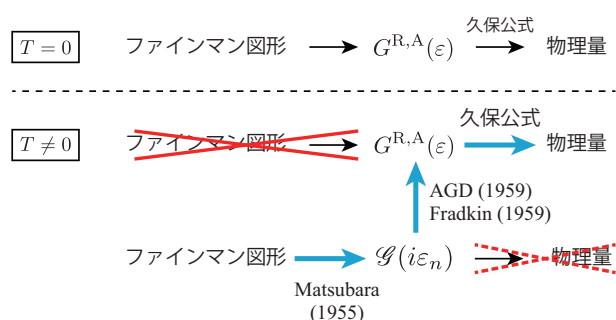 久保公式
T = 0 ファインマン図形 G^{R,A}(ε) 物理量
久保公式
T ≠ 0 ファインマン図形 G^{R,A}(ε) 物理量
AGD (1959)
Fradkin (1959)
ファインマン図形 𝒢(iε_n) 物理量
Matsubara
(1955)